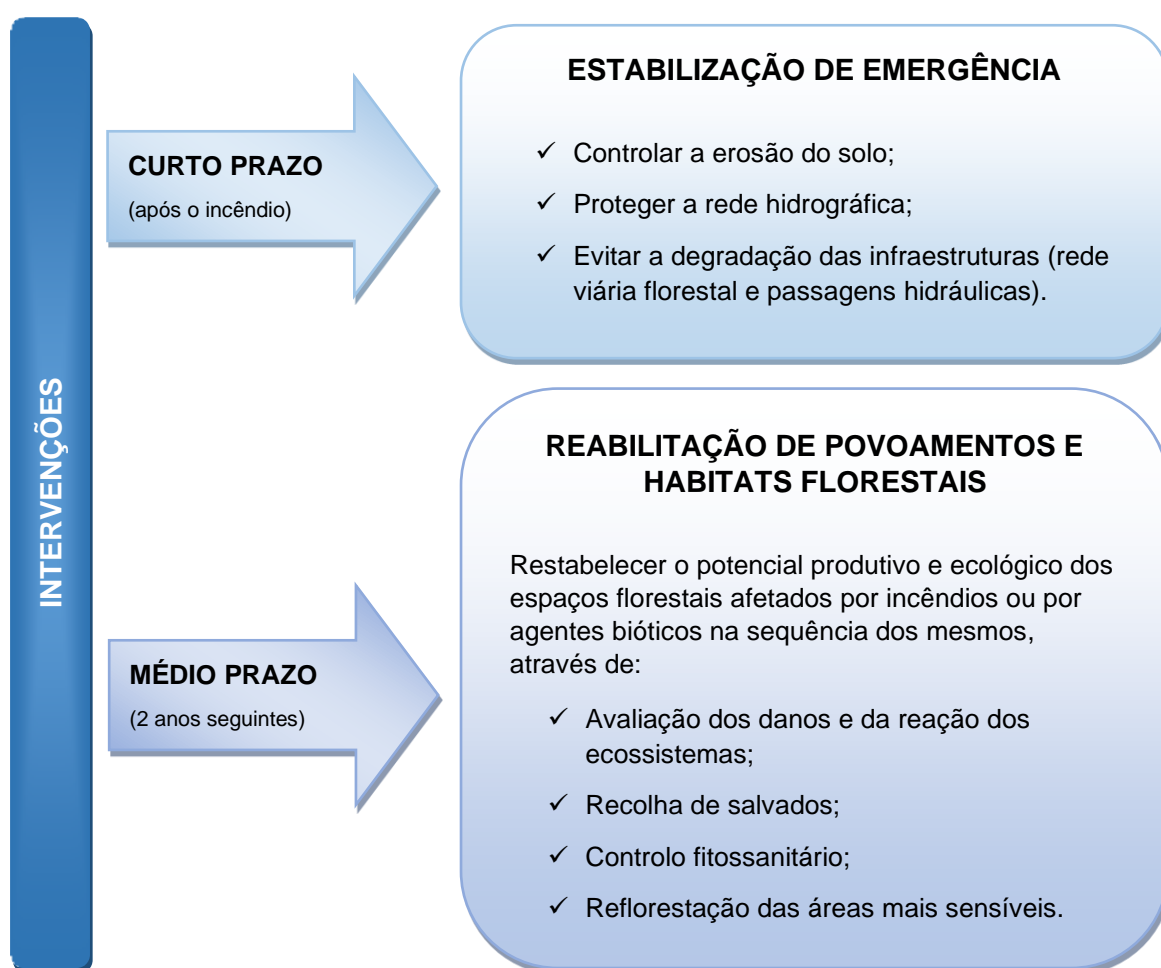 INTERVENÇÕES
CURTO PRAZO
(após o incêndio)
ESTABILIZAÇÃO DE EMERGÊNCIA
✓ Controlar a erosão do solo;
✓ Proteger a rede hidrográfica;
✓ Evitar a degradação das infraestruturas (rede
viária florestal e passagens hidráulicas).
MÉDIO PRAZO
(2 anos seguintes)
REABILITAÇÃO DE POVOAMENTOS E
HABITATS FLORESTAIS
Restabelecer o potencial produtivo e ecológico dos
espaços florestais afetados por incêndios ou por
agentes bióticos na sequência dos mesmos,
através de:
✓ Avaliação dos danos e da reação dos
ecossistemas;
✓ Recolha de salvados;
✓ Controlo fitossanitário;
✓ Reflorestação das áreas mais sensíveis.